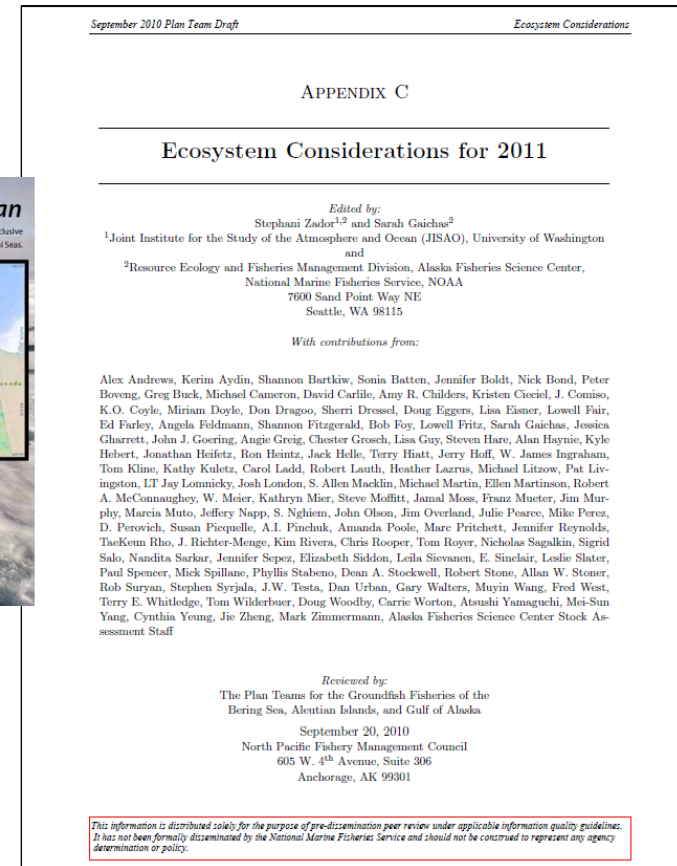 September 2010 Plan Team Draft
Ecosystem Considerations
APPENDIX C
Ecosystem Considerations for 2011
an
clusive
l Seas.
Edited by:
Stephani Zador1,2 and Sarah Gaichas2
1Joint Institute for the Study of the Atmosphere and Ocean (JISAO), University of Washington
and
2Resource Ecology and Fisheries Management Division, Alaska Fisheries Science Center,
National Marine Fisheries Service, NOAA
7600 Sand Point Way NE
Seattle, WA 98115
With contributions from:
Alex Andrews, Kerim Aydin, Shannon Bartkiw, Sonia Batten, Jennifer Boldt, Nick Bond, Peter
Boveng, Greg Buck, Michael Cameron, David Carlile, Amy R. Childers, Kristen Cieciel, J. Comiso,
K.O. Coyle, Miriam Doyle, Don Dragoo, Sherri Dressel, Doug Eggers, Lisa Eisner, Lowell Fair,
Ed Farley, Angela Feldmann, Shannon Fitzgerald, Bob Foy, Lowell Fritz, Sarah Gaichas, Jessica
Gharrett, John J. Goering, Angie Greig, Chester Grosch, Lisa Guy, Steven Hare, Alan Haynie, Kyle
Hebert, Jonathan Heifetz, Ron Heintz, Jack Helle, Terry Hiatt, Jerry Hoff, W. James Ingraham,
Tom Kline, Kathy Kuletz, Carol Ladd, Robert Lauth, Heather Lazrus, Michael Litzow, Pat Liv-
ingston, LT Jay Lomnicky, Josh London, S. Allen Macklin, Michael Martin, Ellen Martinson, Robert
A. McConnaughey, W. Meier, Kathryn Mier, Steve Moffitt, Jamal Moss, Franz Mueter, Jim Mur-
phy, Marcia Muto, Jeffery Napp, S. Nghiem, John Olson, Jim Overland, Julie Pearce, Mike Perez,
D. Perovich, Susan Picquelle, A.I. Pinchuk, Amanda Poole, Marc Pritchett, Jennifer Reynolds,
TaeKeun Rho, J. Richter-Menge, Kim Rivera, Chris Rooper, Tom Royer, Nicholas Sagalkin, Sigrid
Salo, Nandita Sarkar, Jennifer Sepez, Elizabeth Siddon, Leila Sievanen, E. Sinclair, Leslie Slater,
Paul Spencer, Mick Spillane, Phyllis Stabeno, Dean A. Stockwell, Robert Stone, Allan W. Stoner,
Rob Suryan, Stephen Syrjala, J.W. Testa, Dan Urban, Gary Walters, Muyin Wang, Fred West,
Terry E. Whitledge, Tom Wilderbuer, Doug Woodby, Carrie Worton, Atsushi Yamaguchi, Mei-Sun
Yang, Cynthia Yeung, Jie Zheng, Mark Zimmermann, Alaska Fisheries Science Center Stock As-
sessment Staff
Reviewed by:
The Plan Teams for the Groundfish Fisheries of the
Bering Sea, Aleutian Islands, and Gulf of Alaska
September 20, 2010
North Pacific Fishery Management Council
605 W. 4th Avenue, Suite 306
Anchorage, AK 99301
This information is distributed solely for the purpose of pre-dissemination peer review under applicable information quality guidelines.
It has not been formally disseminated by the National Marine Fisheries Service and should not be construed to represent any agency
determination or policy.